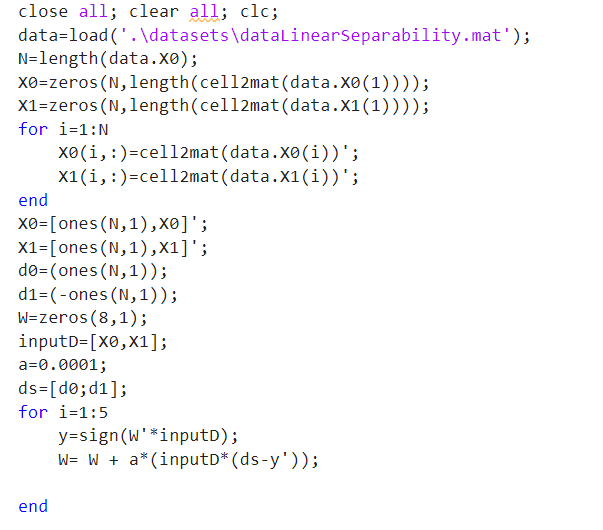 close all; clear all; clc;
data=load('.\datasets\dataLinearSeparability.mat');
N=length(data.X0);
X0=zeros(N,length(cell2mat(data.X0(1))));
X1=zeros(N,length(cell2mat(data.X1(1))));
for i=1:N
    X0(i,:)=cell2mat(data.X0(i))';
    X1(i,:)=cell2mat(data.X1(i))';
end
X0=[ones(N,1),X0]';
X1=[ones(N,1),X1]';
d0=(ones(N,1));
d1=(-ones(N,1));
W=zeros(8,1);
inputD=[X0,X1];
a=0.0001;
ds=[d0;d1];
for i=1:5
    y=sign(W'*inputD);
    W= W + a*(inputD*(ds-y'));
end